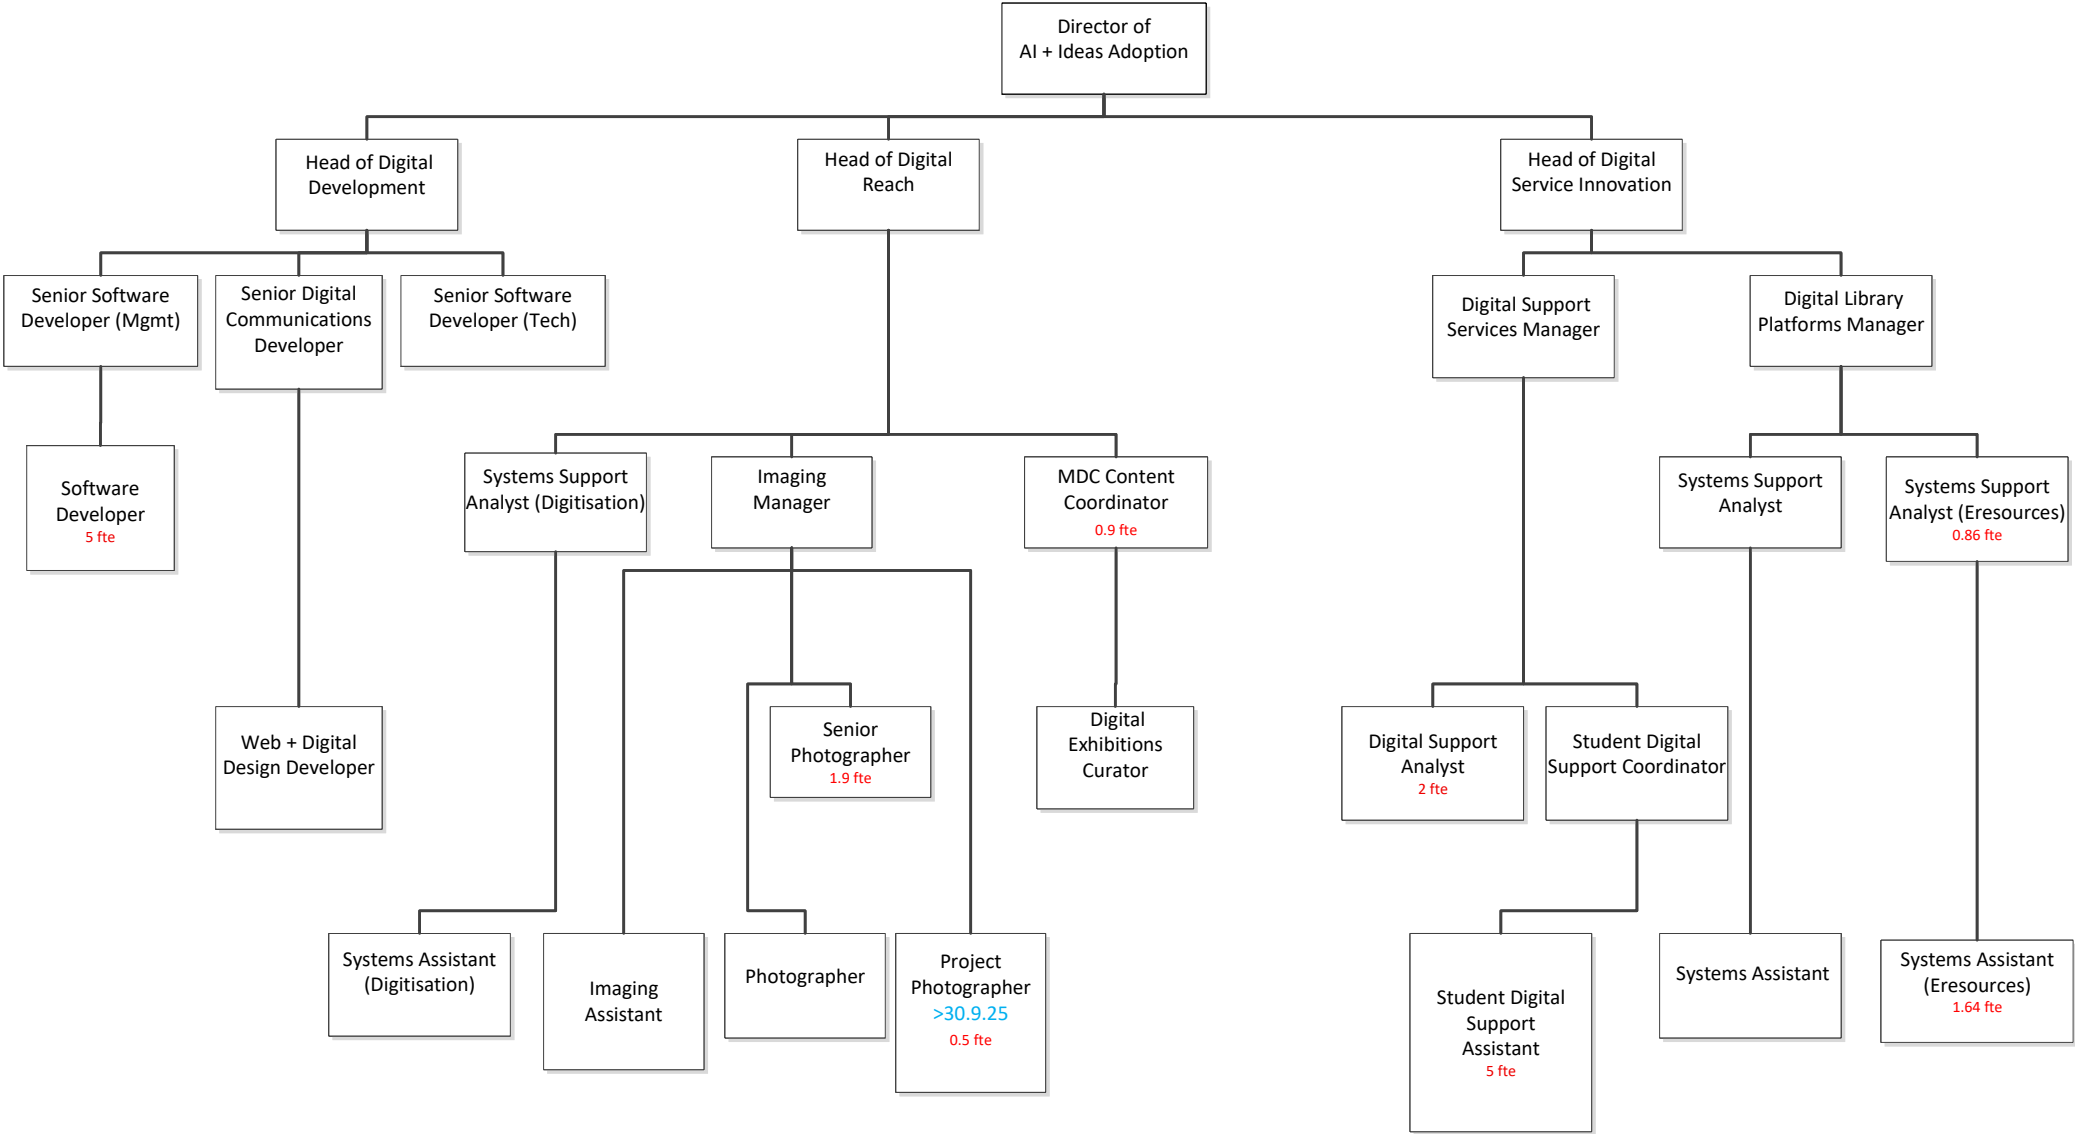 Director of
AI + Ideas Adoption
Head of Digital
Development
Head of Digital
Reach
Head of Digital
Service Innovation
Senior Software
Developer (Mgmt)
Senior Digital
Communications
Developer
Senior Software
Developer (Tech)
Digital Support
Services Manager
Digital Library
Platforms Manager
Software
Developer
5 fte
Systems Support
Analyst (Digitisation)
Imaging
Manager
MDC Content
Coordinator
0.9 fte
Systems Support
Analyst
Systems Support
Analyst (Eresources)
0.86 fte
Web + Digital
Design Developer
Senior
Photographer
1.9 fte
Digital
Exhibitions
Curator
Digital Support
Analyst
2 fte
Student Digital
Support Coordinator
Systems Assistant
(Digitisation)
Imaging
Assistant
Photographer
Project
Photographer
>30.9.25
0.5 fte
Student Digital
Support
Assistant
5 fte
Systems Assistant
Systems Assistant
(Eresources)
1.64 fte